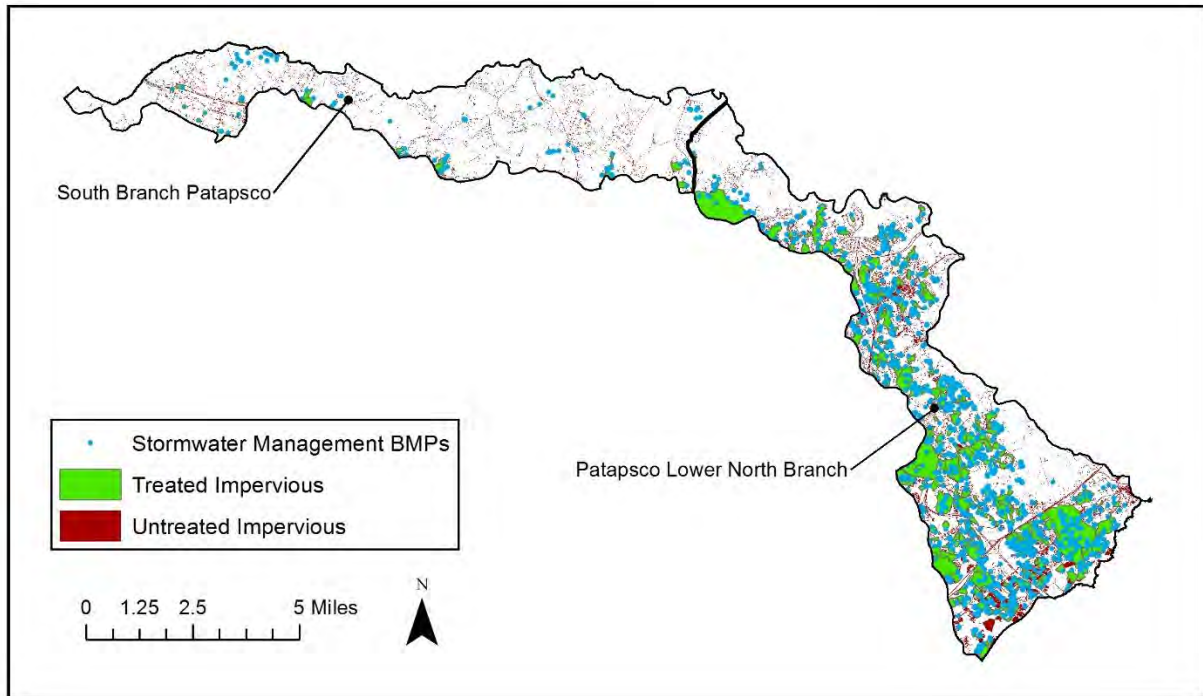 South Branch Patapsco
Patapsco Lower North Branch
Stormwater Management BMPs
Treated Impervious
Untreated Impervious
N
0 1.25 2.5 5 Miles